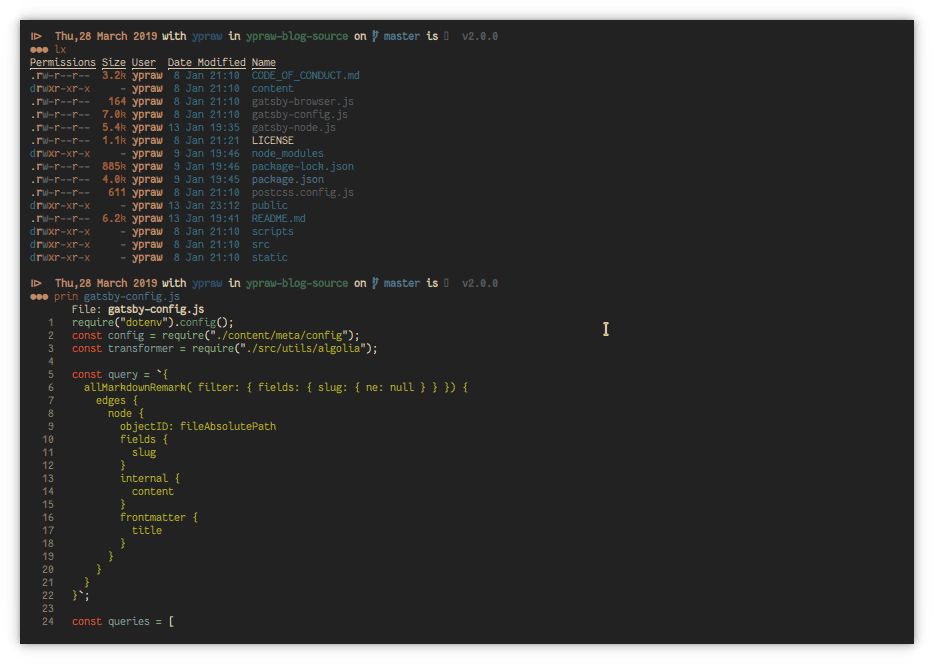 Thu,28 March 2019 with ypraw in ypraw-blog-source on master is v2.0.0
●●● lx
Permissions Size User Date Modified Name
.rw-r--r-- 3.2k ypraw 8 Jan 21:10 CODE_OF_CONDUCT.md
drwxr-xr-x - ypraw 8 Jan 21:10 content
.rw-r--r-- 164 ypraw 8 Jan 21:10 gatsby-browser.js
.rw-r--r-- 7.0k ypraw 8 Jan 21:10 gatsby-config.js
.rw-r--r-- 5.4k ypraw 13 Jan 19:35 gatsby-node.js
.rw-r--r-- 1.1k ypraw 8 Jan 21:21 LICENSE
drwxr-xr-x - ypraw 9 Jan 19:46 node_modules
.rw-r--r-- 885k ypraw 9 Jan 19:46 package-lock.json
.rw-r--r-- 4.0k ypraw 9 Jan 19:45 package.json
.rw-r--r-- 611 ypraw 8 Jan 21:10 postcss.config.js
drwxr-xr-x - ypraw 13 Jan 23:12 public
.rw-r--r-- 6.2k ypraw 13 Jan 19:41 README.md
drwxr-xr-x - ypraw 8 Jan 21:10 scripts
drwxr-xr-x - ypraw 8 Jan 21:10 src
drwxr-xr-x - ypraw 8 Jan 21:10 static
Thu,28 March 2019 with ypraw in ypraw-blog-source on master is v2.0.0
●●● prin gatsby-config.js
File: gatsby-config.js
1 require("dotenv").config();
2 const config = require("./content/meta/config");
3 const transformer = require("./src/utils/algolia");
4
5 const query = `{
6 allMarkdownRemark( filter: { fields: { slug: { ne: null } } }) {
7 edges {
8 node {
9 objectID: fileAbsolutePath
10 fields {
11 slug
12 }
13 internal {
14 content
15 }
16 frontmatter {
17 title
18 }
19 }
20 }
21 }
22 }`;
23
24 const queries = [